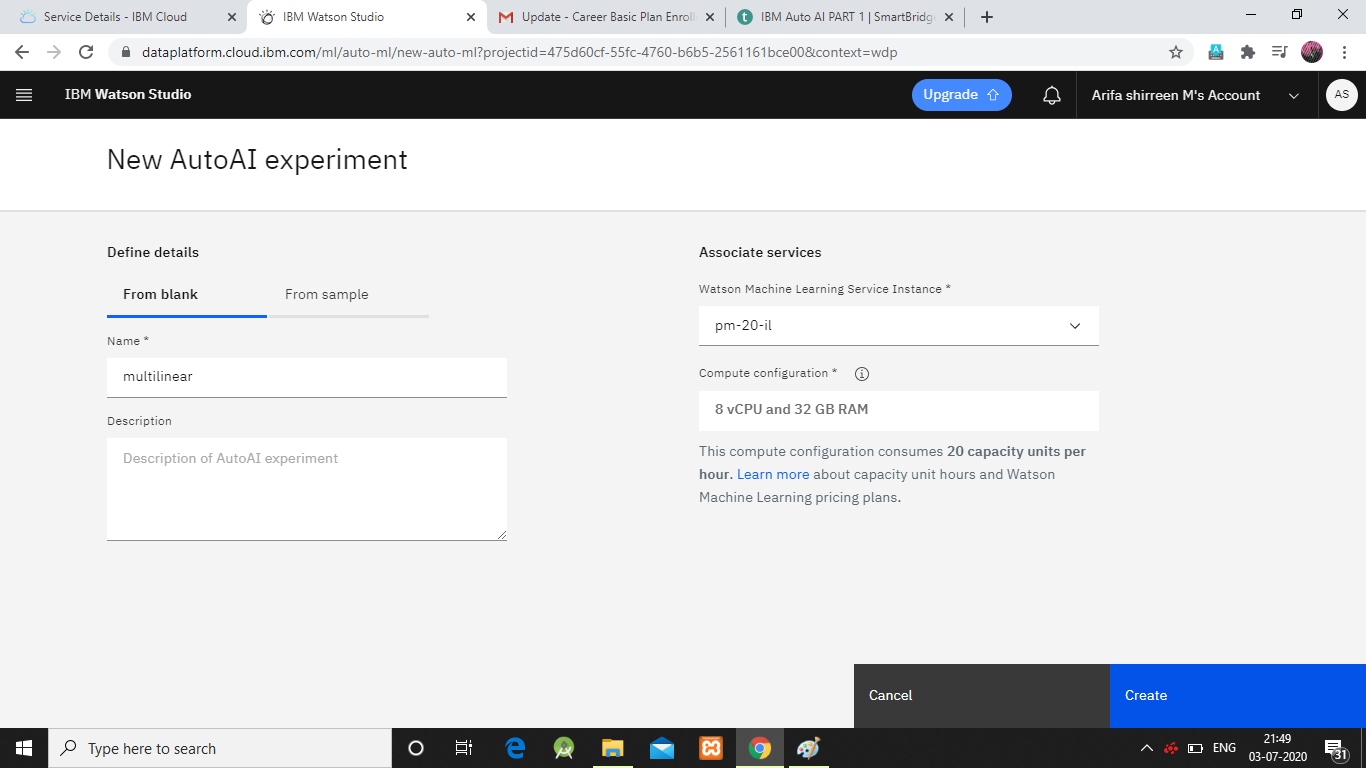 Service Details - IBM Cloud
IBM Watson Studio
Update - Career Basic Plan Enroll
IBM Auto AI PART 1 | SmartBridge
dataplatform.cloud.ibm.com/ml/auto-ml/new-auto-ml?projectid=475d60cf-55fc-4760-b6b5-2561161bce00&context=wdp
IBM Watson Studio
Upgrade
Arifa shirreen M's Account
AS
New AutoAI experiment
Define details
From blank
From sample
Name *
multilinear
Description
Description of AutoAI experiment
Associate services
Watson Machine Learning Service Instance *
pm-20-il
Compute configuration *
8 vCPU and 32 GB RAM
This compute configuration consumes 20 capacity units per
hour. Learn more about capacity unit hours and Watson
Machine Learning pricing plans.
Cancel
Create
Type here to search
ENG
21:49
03-07-2020
31